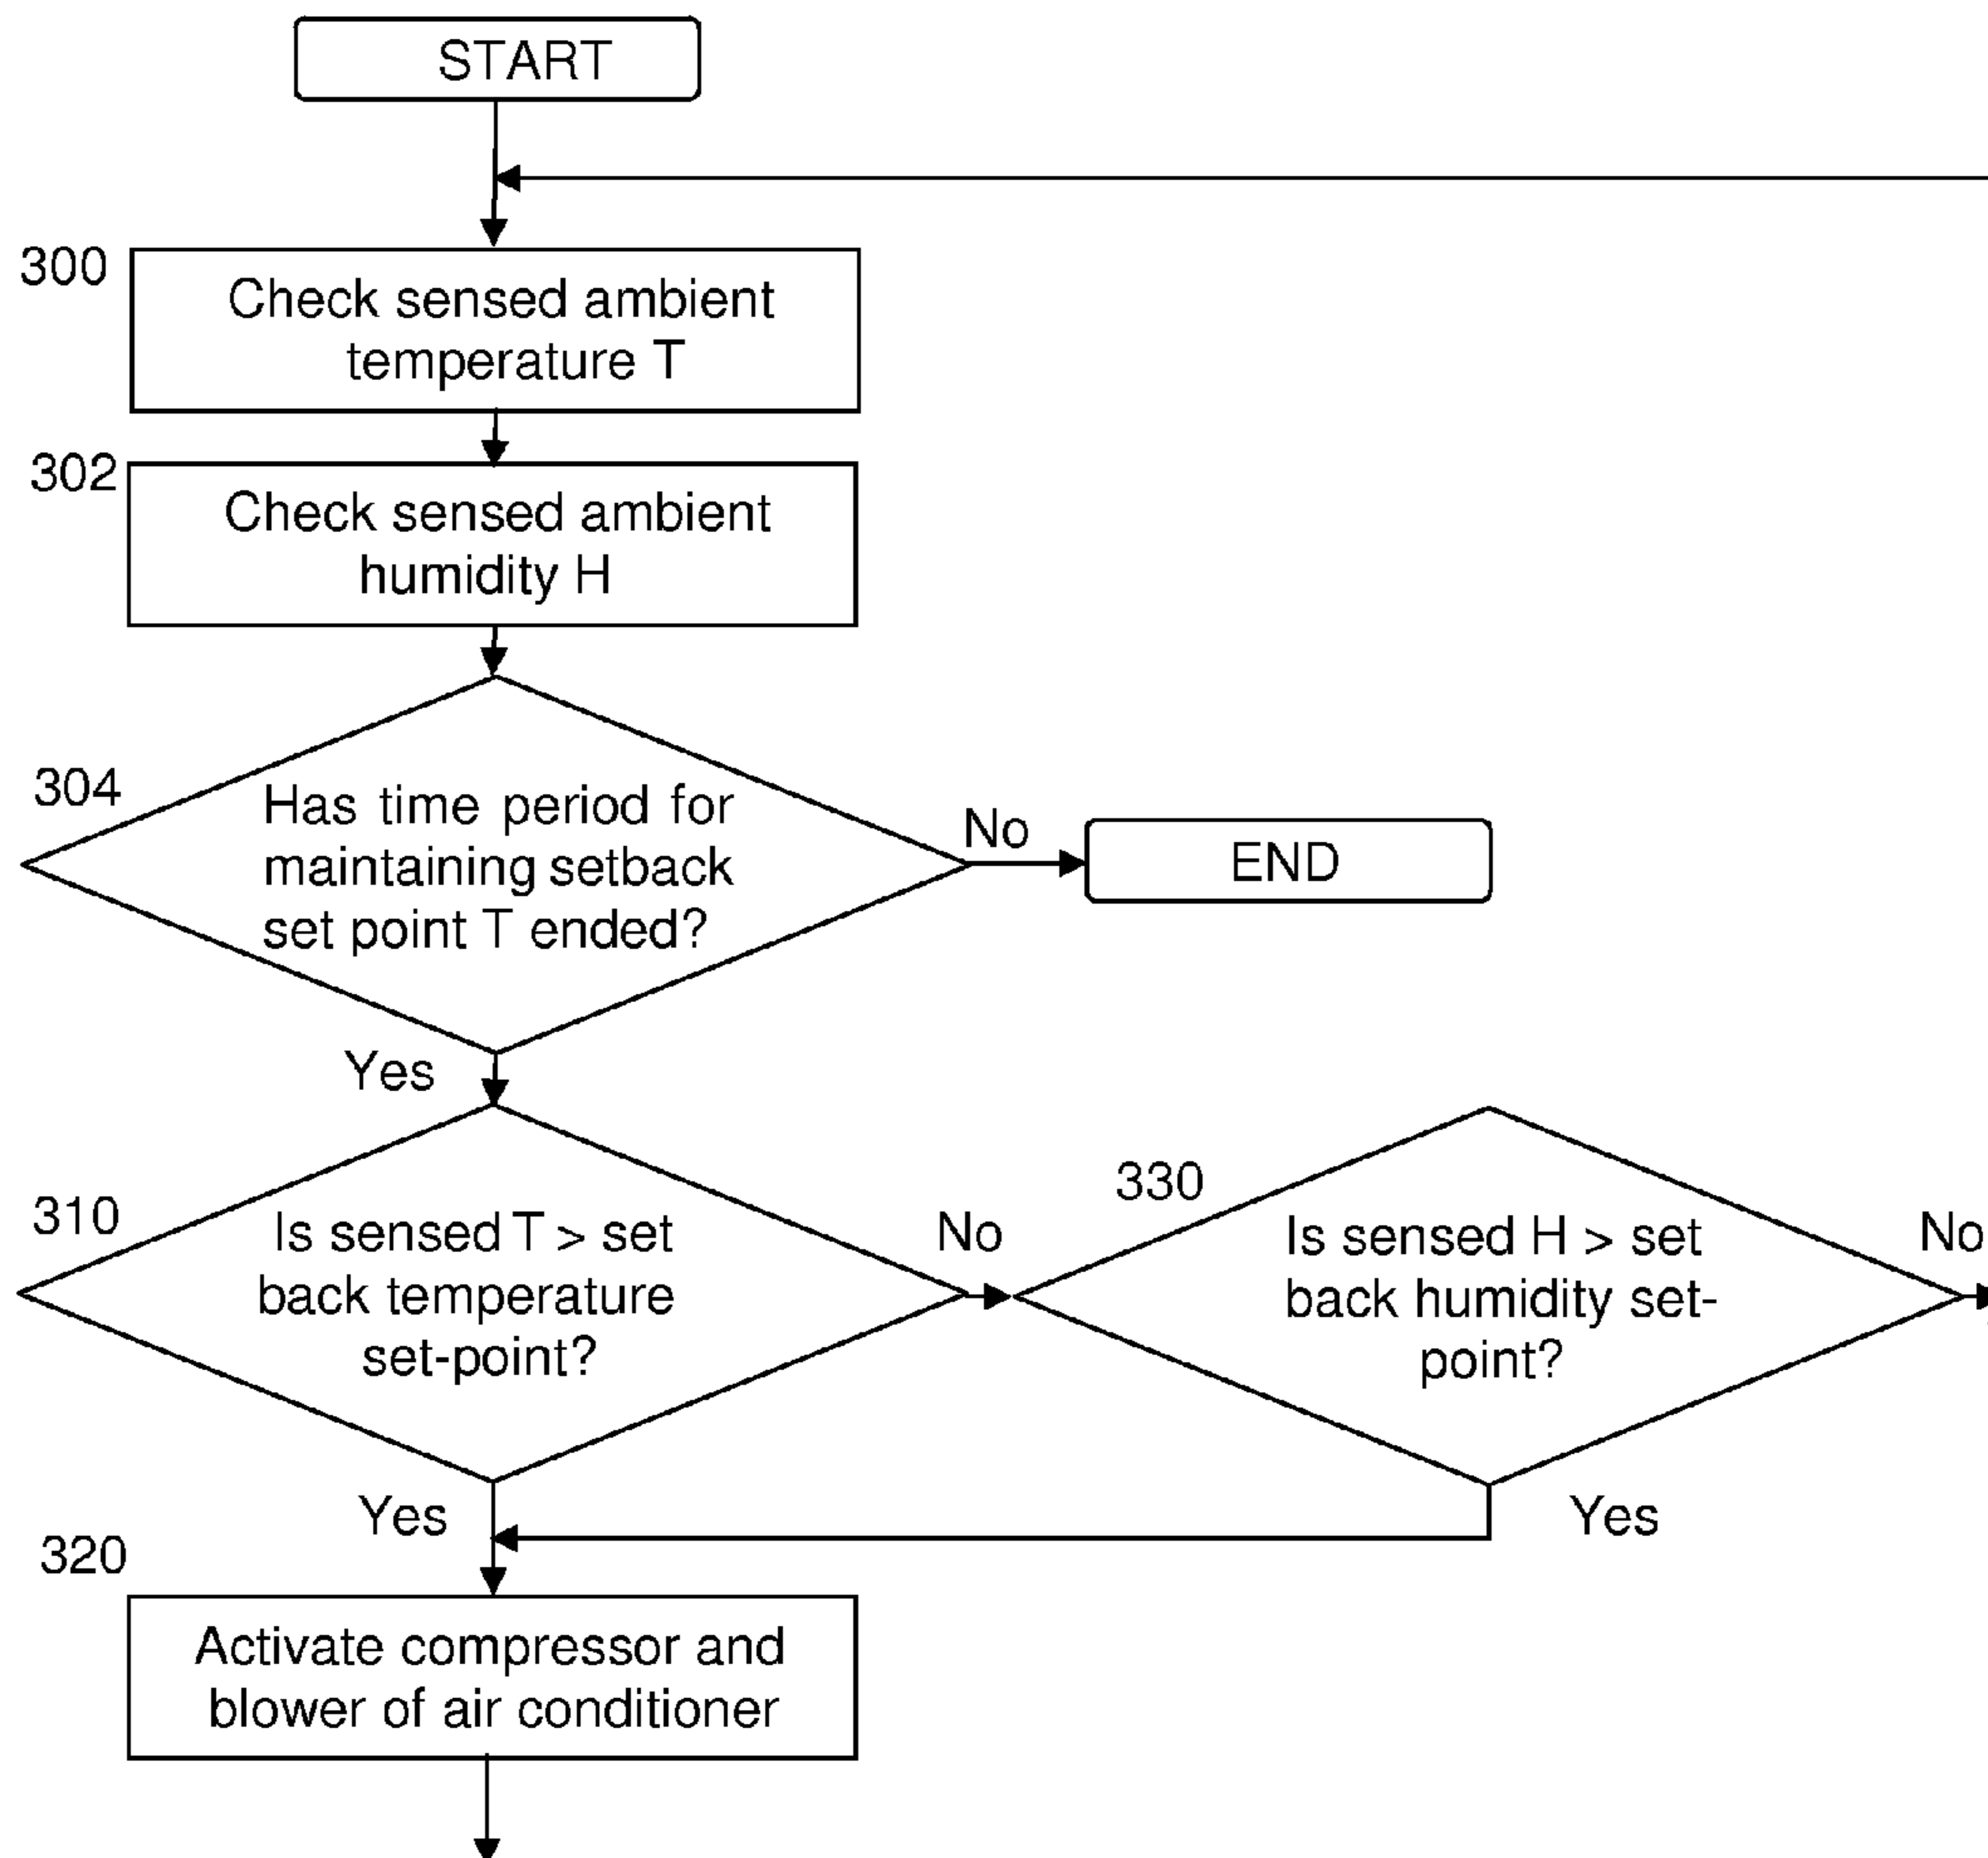 START
300
Check sensed ambient
temperature T
302
Check sensed ambient
humidity H
304
Has time period for
maintaining setback
set point T ended?
No
END
Yes
310
Is sensed T > set
back temperature
set-point?
No
330
Is sensed H > set
back humidity set-
point?
No
Yes
Yes
320
Activate compressor and
blower of air conditioner